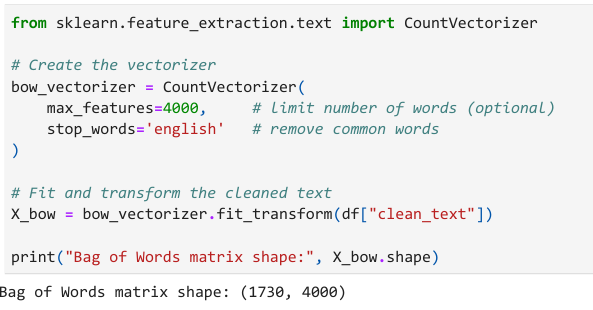 from sklearn.feature_extraction.text import CountVectorizer
# Create the vectorizer
bow_vectorizer = CountVectorizer(
    max_features=4000,     # limit number of words (optional)
    stop_words='english'   # remove common words
)
# Fit and transform the cleaned text
X_bow = bow_vectorizer.fit_transform(df["clean_text"])
print("Bag of Words matrix shape:", X_bow.shape)
Bag of Words matrix shape: (1730, 4000)